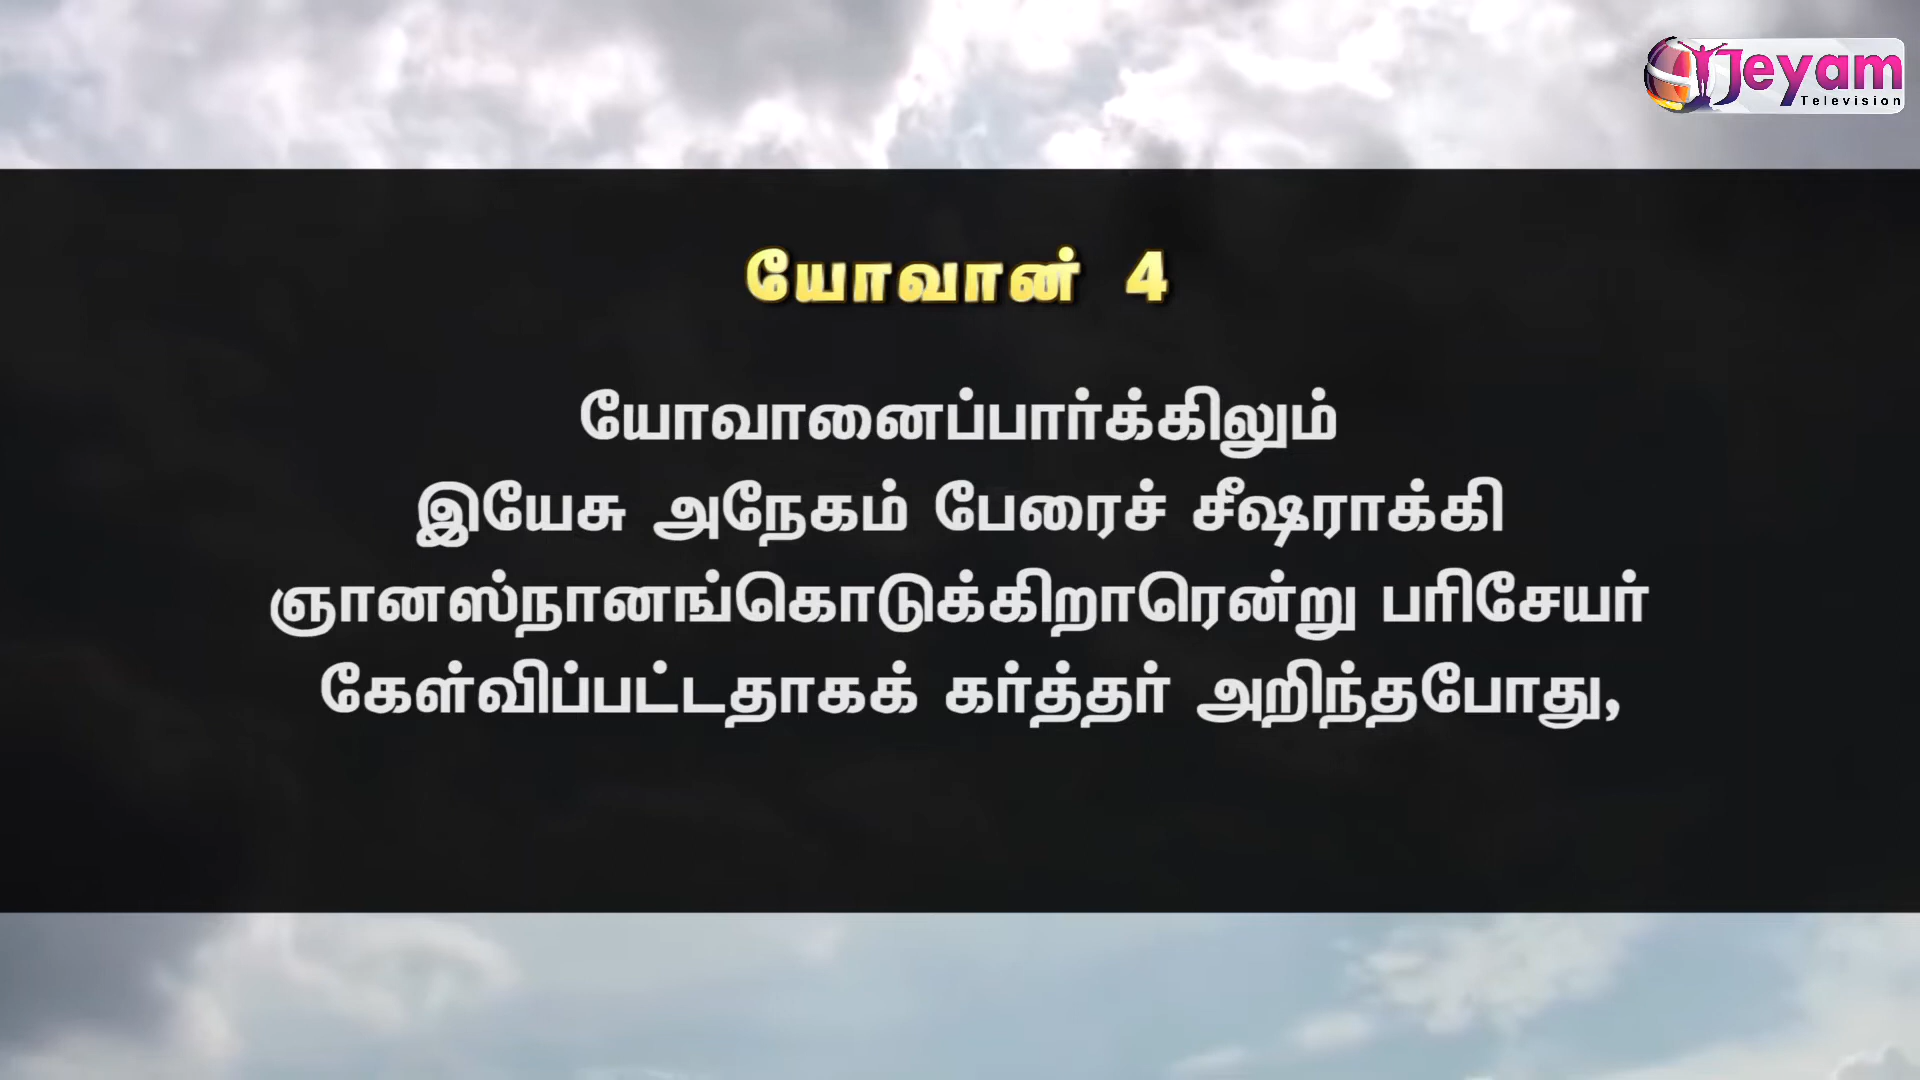 Jeyam
Television
யோவான் 4
யோவானைப்பார்க்கிலும்
இயேசு அநேகம் பேரைச் சீஷராக்கி
ஞானஸ்நானங்கொடுக்கிறாரென்று பரிசேயர்
கேள்விப்பட்டதாகக் கர்த்தர் அறிந்தபோது,